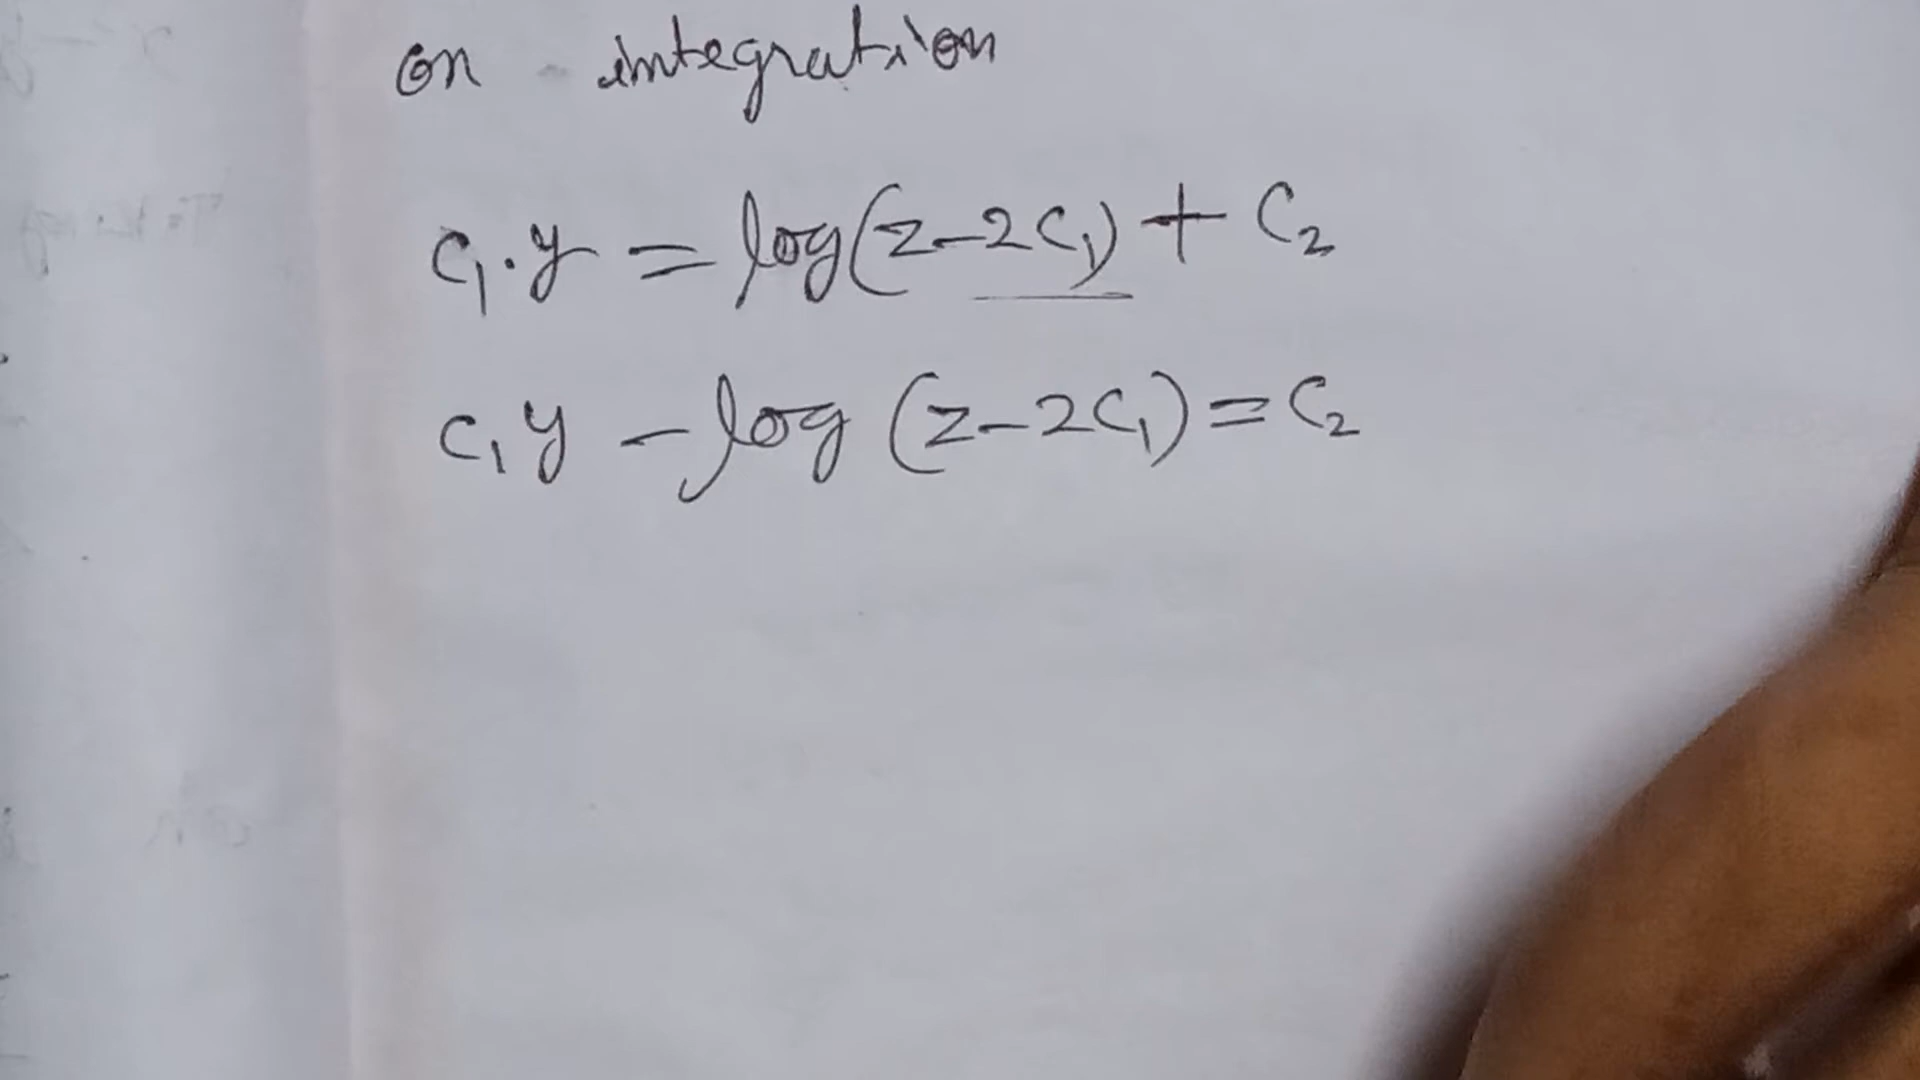 on integration
c₁.y = log(z-2c₁) + c₂
c₁y - log (z-2c₁) = c₂